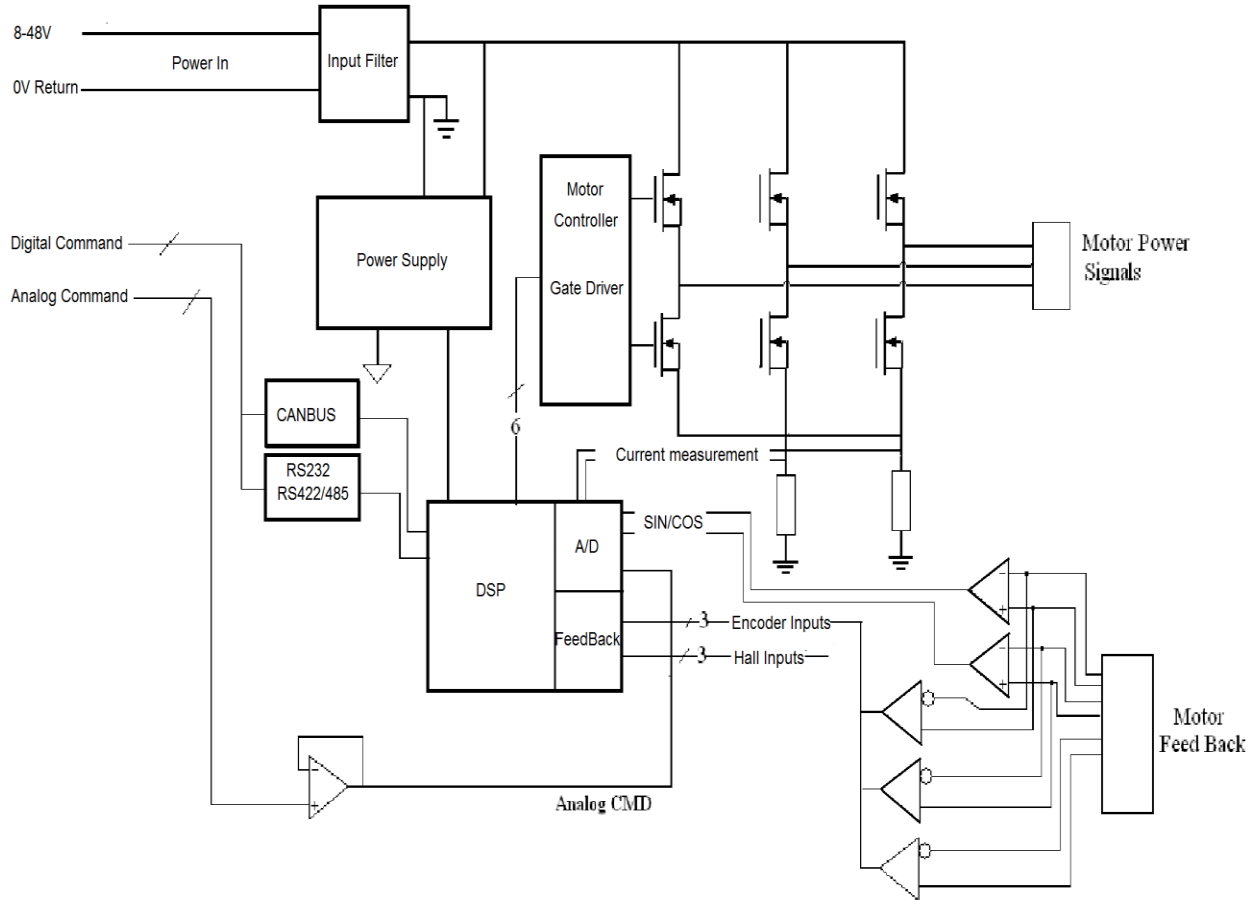 8-48V
Power In
0V Return
Input Filter
Motor
Controller
Gate Driver
Power Supply
Digital Command
Analog Command
Motor Power
Signals
CANBUS
RS232
RS422/485
6
Current measurement
A/D
SIN/COS
DSP
FeedBack
3
Encoder Inputs
3
Hall Inputs
-
+
-
+
Motor
Feed Back
-
+
Analog CMD